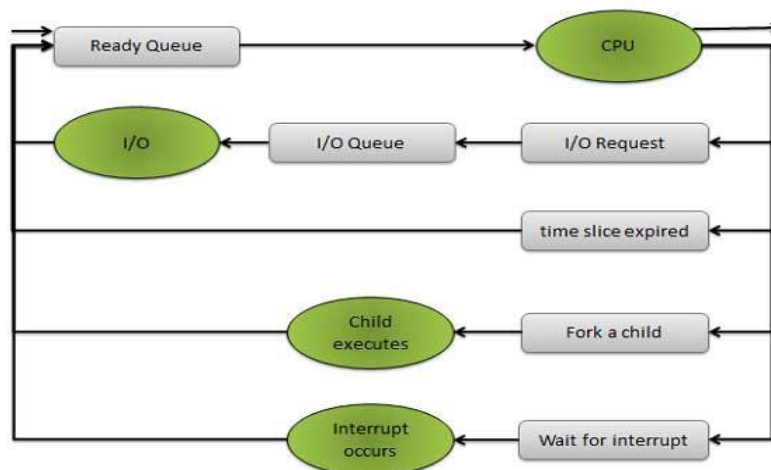 Ready Queue
CPU
I/O
I/O Queue
I/O Request
time slice expired
Child
executes
Fork a child
Interrupt
occurs
Wait for interrupt